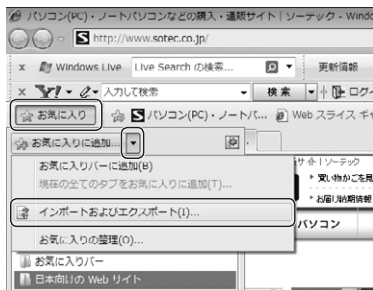 パソコン(PC)・ノートパソコンなどの購入・通販サイト | ソーテック - Windo
http://www.sotec.co.jp/
x Windows Live Live Search の検索... 更新情報
x Y! 入力して検索 検索 ログ
お気に入り パソコン(PC)・ノートパ... Web スライス ギャ
お気に入りに追加...
お気に入りバーに追加(B)
現在の全てのタブをお気に入りに追加(T)...
インポートおよびエクスポート(I)...
お気に入りの整理(O)...
お気に入りバー
日本向けの Web サイト
サイト | ソーテック
買い物かごを見
お届け/納期情報
パソコン